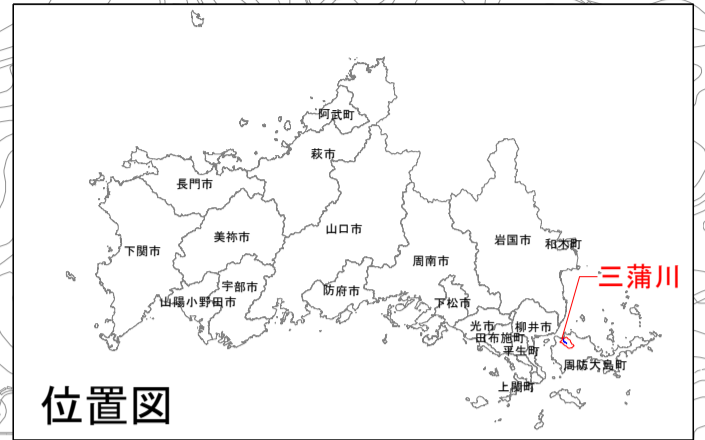 阿武町
萩市
長門市
山口市
美祢市
下関市
岩国市
和木町
周南市
三蒲川
宇部市
防府市
山陽小野田市
下松市
光市
柳井市
田布施町
平生町
周防大島町
上関町
位置図